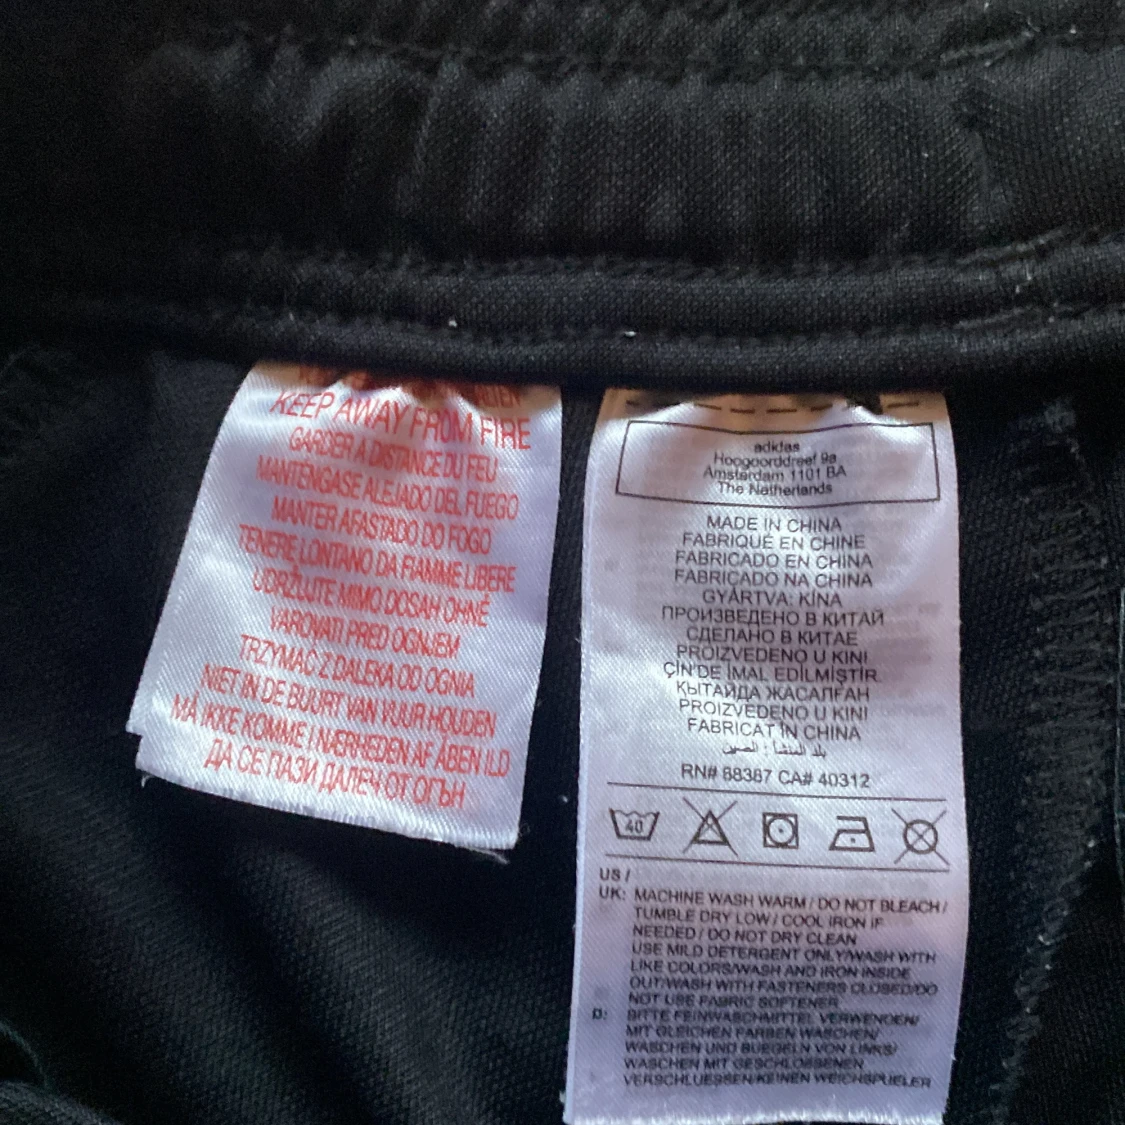 KEEP AWAY FROM FIRE
GARDER A DISTANCE DU FEU
MANTÉNGASE ALEJADO DEL FUEGO
MANTER AFASTADO DO FOGO
TENERE LONTANO DA FIAMME LIBERE
UDRŽUJTE MIMO DOSAH OHNĚ
VAROVATI PRED OGNJEM
TRZYMAĆ Z DALEKA OD OGNIA
NIET IN DE BUURT VAN VUUR HOUDEN
MÅ IKKE KOMME I NÆRHEDEN AF ÅBEN ILD
ДА СЕ ПАЗИ ДАЛЕЧ ОТ ОГЪН
adidas
Hoogoorddreef 9a
Amsterdam 1101 BA
The Netherlands
MADE IN CHINA
FABRIQUÉ EN CHINE
FABRICADO EN CHINA
FABRICADO NA CHINA
GYÁRTVA: KÍNA
ПРОИЗВЕДЕНО В КИТАЙ
СДЕЛАНО В КИТАЕ
PROIZVEDENO U KINI
ÇİN'DE İMAL EDİLMİŞTİR.
ҚЫТАЙДА ЖАСАЛҒАН
PROIZVEDENO U KINI
FABRICAT ÎN CHINA
بلد المنشأ : الصين
RN# 88387 CA# 40312
40
US /
UK: MACHINE WASH WARM / DO NOT BLEACH /
TUMBLE DRY LOW / COOL IRON IF
NEEDED / DO NOT DRY CLEAN
USE MILD DETERGENT ONLY/WASH WITH
LIKE COLORS/WASH AND IRON INSIDE
OUT/WASH WITH FASTENERS CLOSED/DO
NOT USE FABRIC SOFTENER
D: BITTE FEINWASCHMITTEL VERWENDEN/
MIT GLEICHEN FARBEN WASCHEN/
WASCHEN UND BUEGELN VON LINKS/
WASCHEN MIT GESCHLOSSENEN
VERSCHLUESSEN/KEINEN WEICHSPUELER